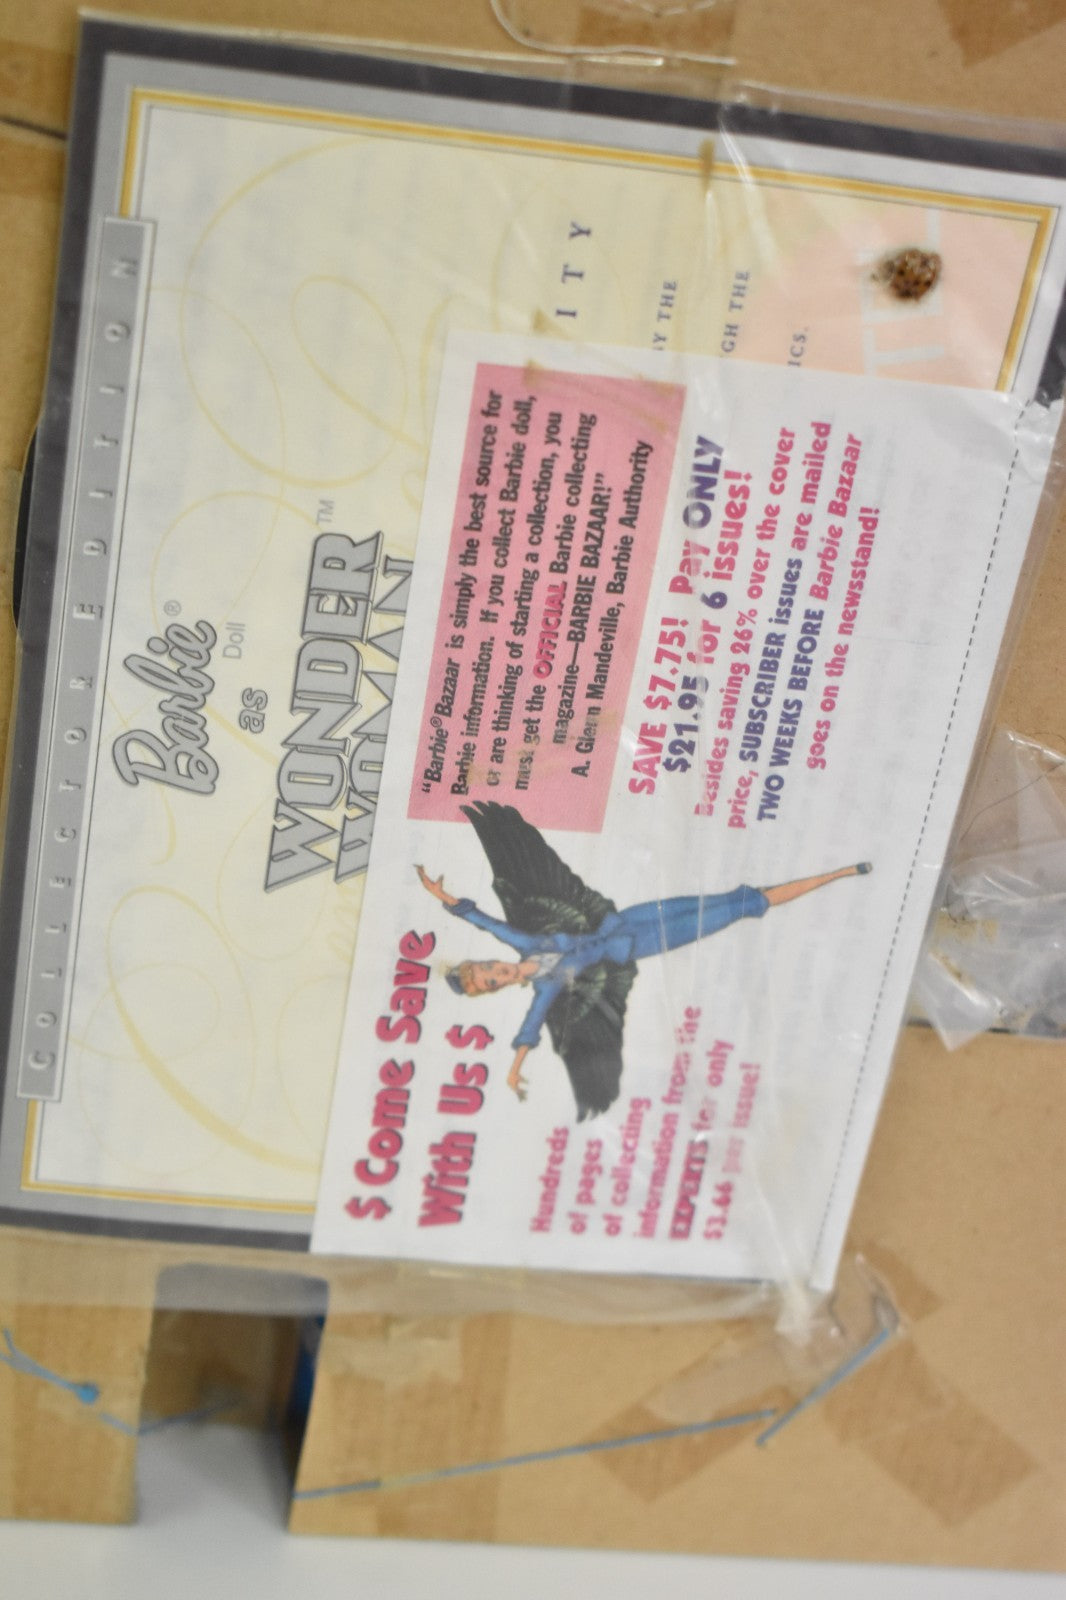 COLLECTOR EDITION
Barbie®
Doll
as
WONDER™
WOMAN
ITY
BY THE
GH THE
ICS.
"Barbie® Bazaar is simply the best source for
Barbie information. If you collect Barbie doll,
or are thinking of starting a collection, you
must get the OFFICIAL Barbie collecting
magazine—BARBIE BAZAAR!"
A. Glenn Mandeville, Barbie Authority
$ Come Save
With Us $
SAVE $7.75! Pay ONLY
$21.95 for 6 issues!
Besides saving 26% over the cover
price, SUBSCRIBER issues are mailed
TWO WEEKS BEFORE Barbie Bazaar
goes on the newsstand!
Hundreds
of pages
of collecting
information from the
EXPERTS for only
$3.66 per issue!